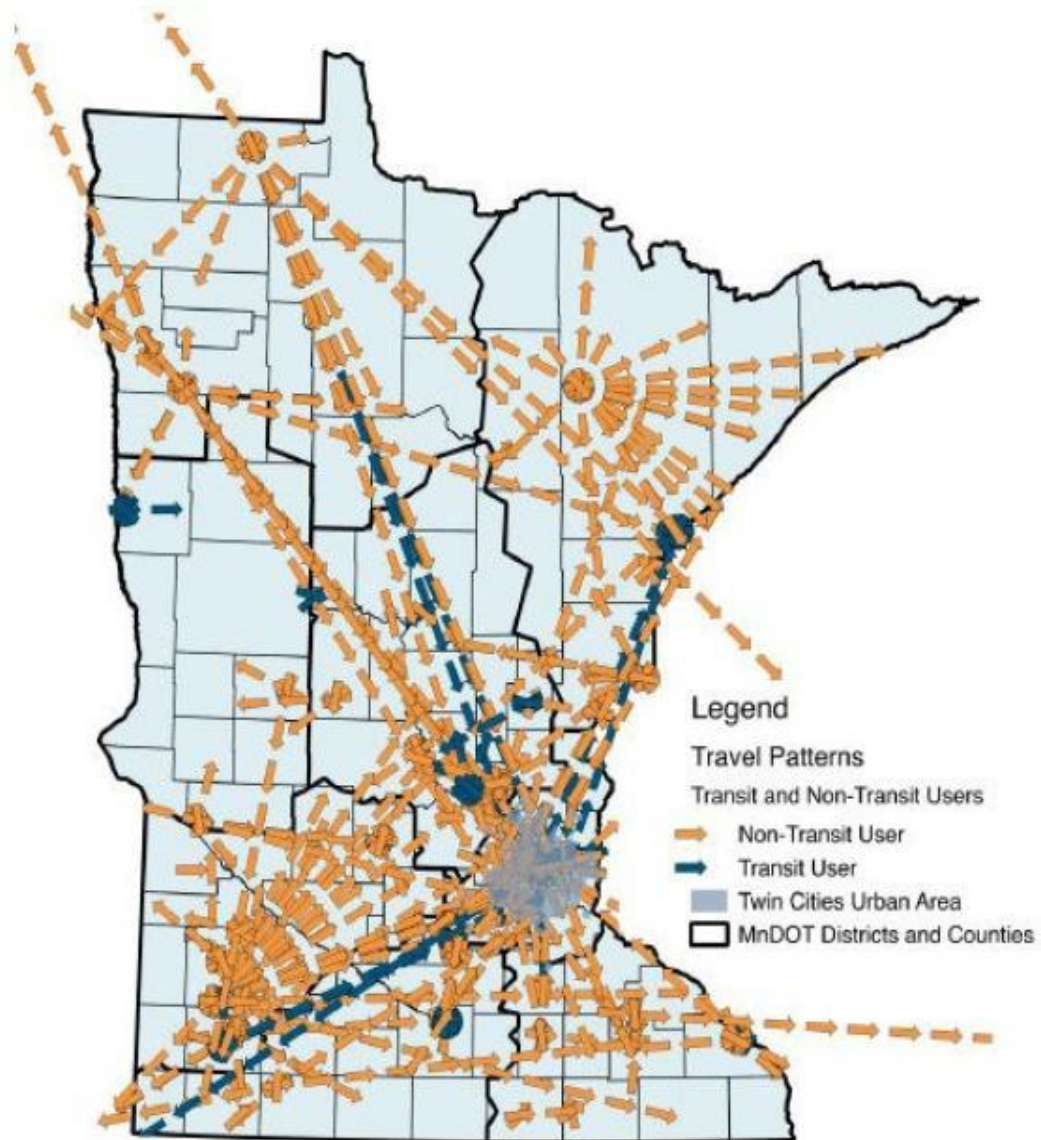 Legend
Travel Patterns
Transit and Non-Transit Users
Non-Transit User
Transit User
Twin Cities Urban Area
MnDOT Districts and Counties